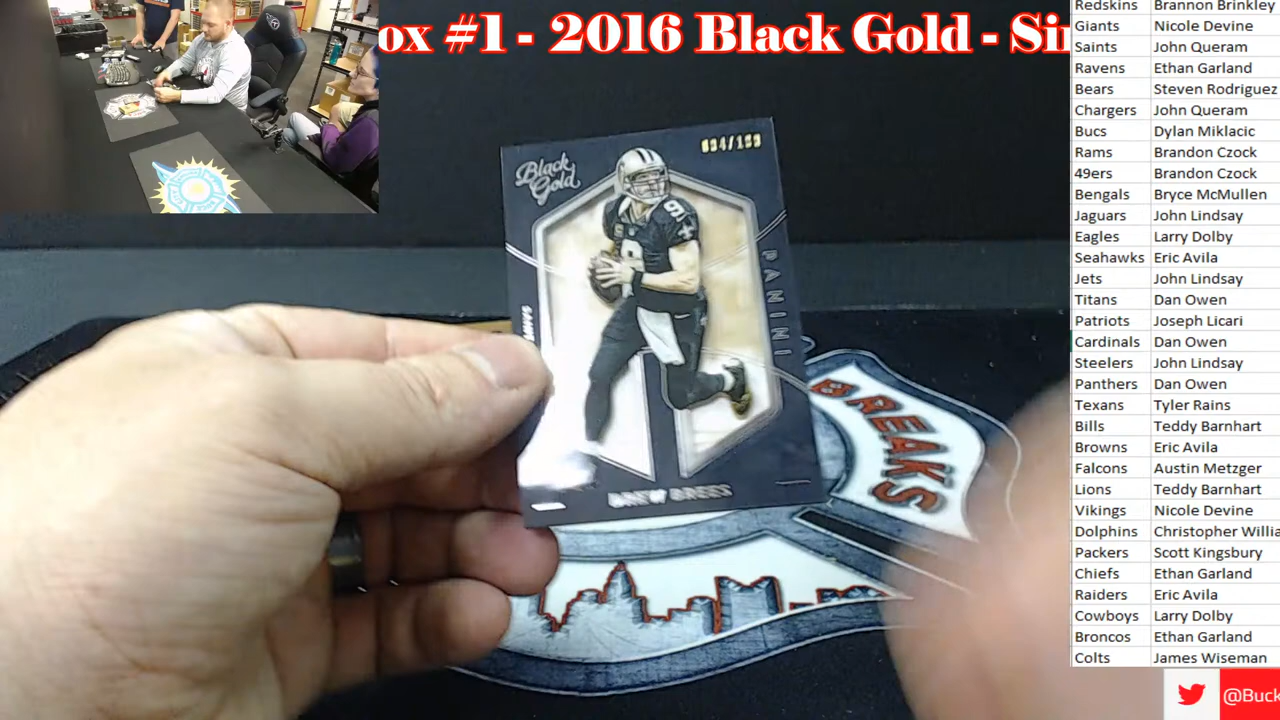 ox #1 - 2016 Black Gold - Si
Black
Gold
PANINI
DREW BREES
BREAKS
Redskins Brannon Brinkley
Giants Nicole Devine
Saints John Queram
Ravens Ethan Garland
Bears Steven Rodriguez
Chargers John Queram
Bucs Dylan Miklacic
Rams Brandon Czock
49ers Brandon Czock
Bengals Bryce McMullen
Jaguars John Lindsay
Eagles Larry Dolby
Seahawks Eric Avila
Jets John Lindsay
Titans Dan Owen
Patriots Joseph Licari
Cardinals Dan Owen
Steelers John Lindsay
Panthers Dan Owen
Texans Tyler Rains
Bills Teddy Barnhart
Browns Eric Avila
Falcons Austin Metzger
Lions Teddy Barnhart
Vikings Nicole Devine
Dolphins Christopher Willia
Packers Scott Kingsbury
Chiefs Ethan Garland
Raiders Eric Avila
Cowboys Larry Dolby
Broncos Ethan Garland
Colts James Wiseman
@Buck